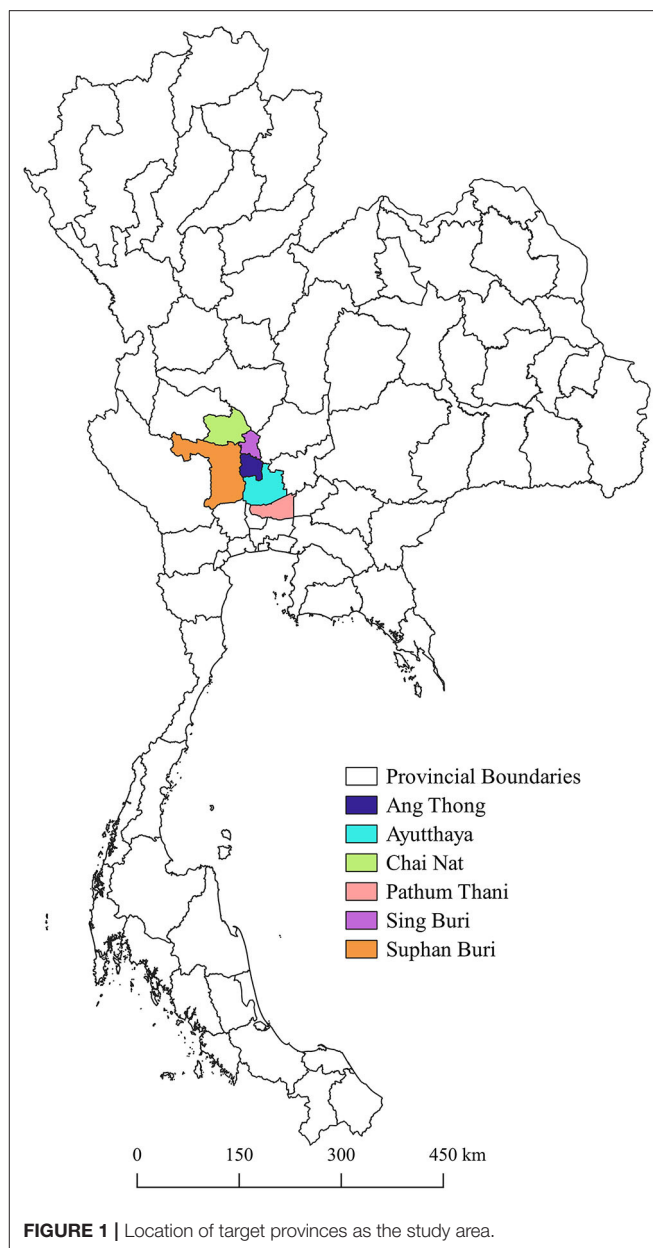 Provincial Boundaries
Ang Thong
Ayutthaya
Chai Nat
Pathum Thani
Sing Buri
Suphan Buri
0 150 300 450 km
FIGURE 1 | Location of target provinces as the study area.